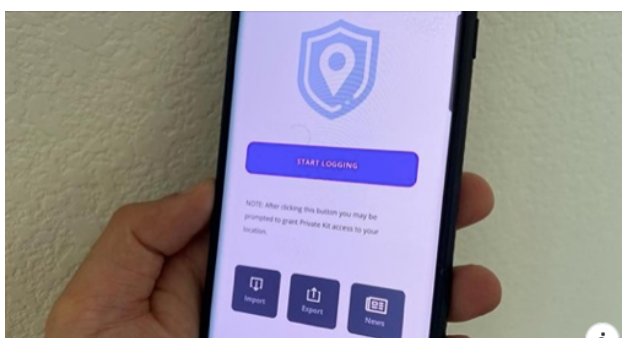 START LOGGING
NOTE: After clicking this button you may be
prompted to grant Private Kit access to your
location.
Import
Export
News